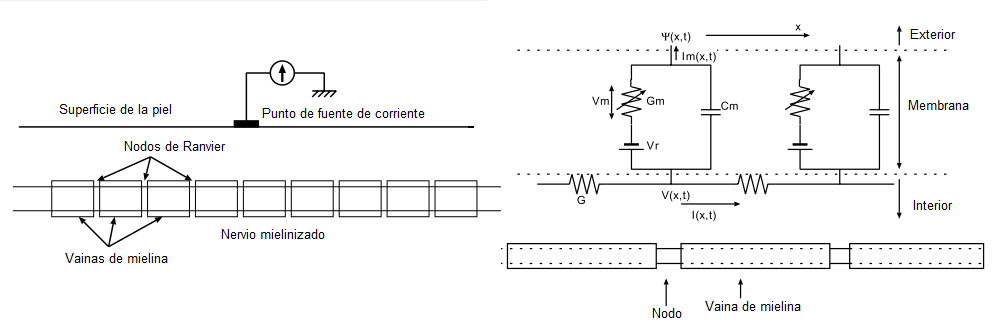 Superficie de la piel
Punto de fuente de corriente
Nodos de Ranvier
Nervio mielinizado
Vainas de mielina
Ψ(x,t)
x
Exterior
Im(x,t)
Vm
Gm
Cm
Membrana
Vr
G
V(x,t)
I(x,t)
Interior
Nodo
Vaina de mielina